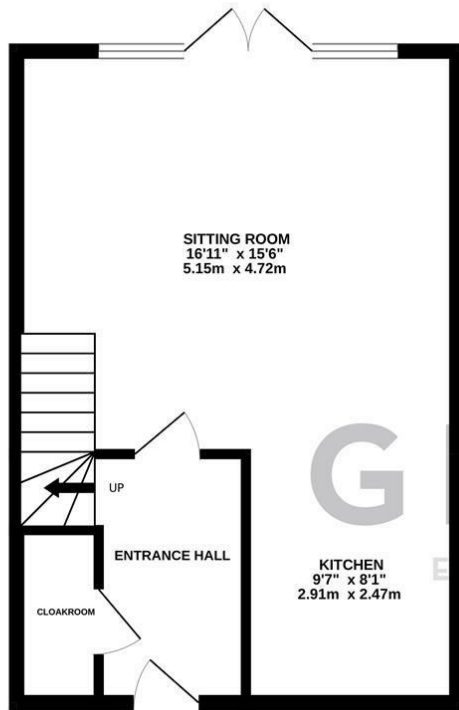 SITTING ROOM
16'11" x 15'6"
5.15m x 4.72m
UP
ENTRANCE HALL
G
KITCHEN
9'7" x 8'1"
2.91m x 2.47m
E
CLOAKROOM